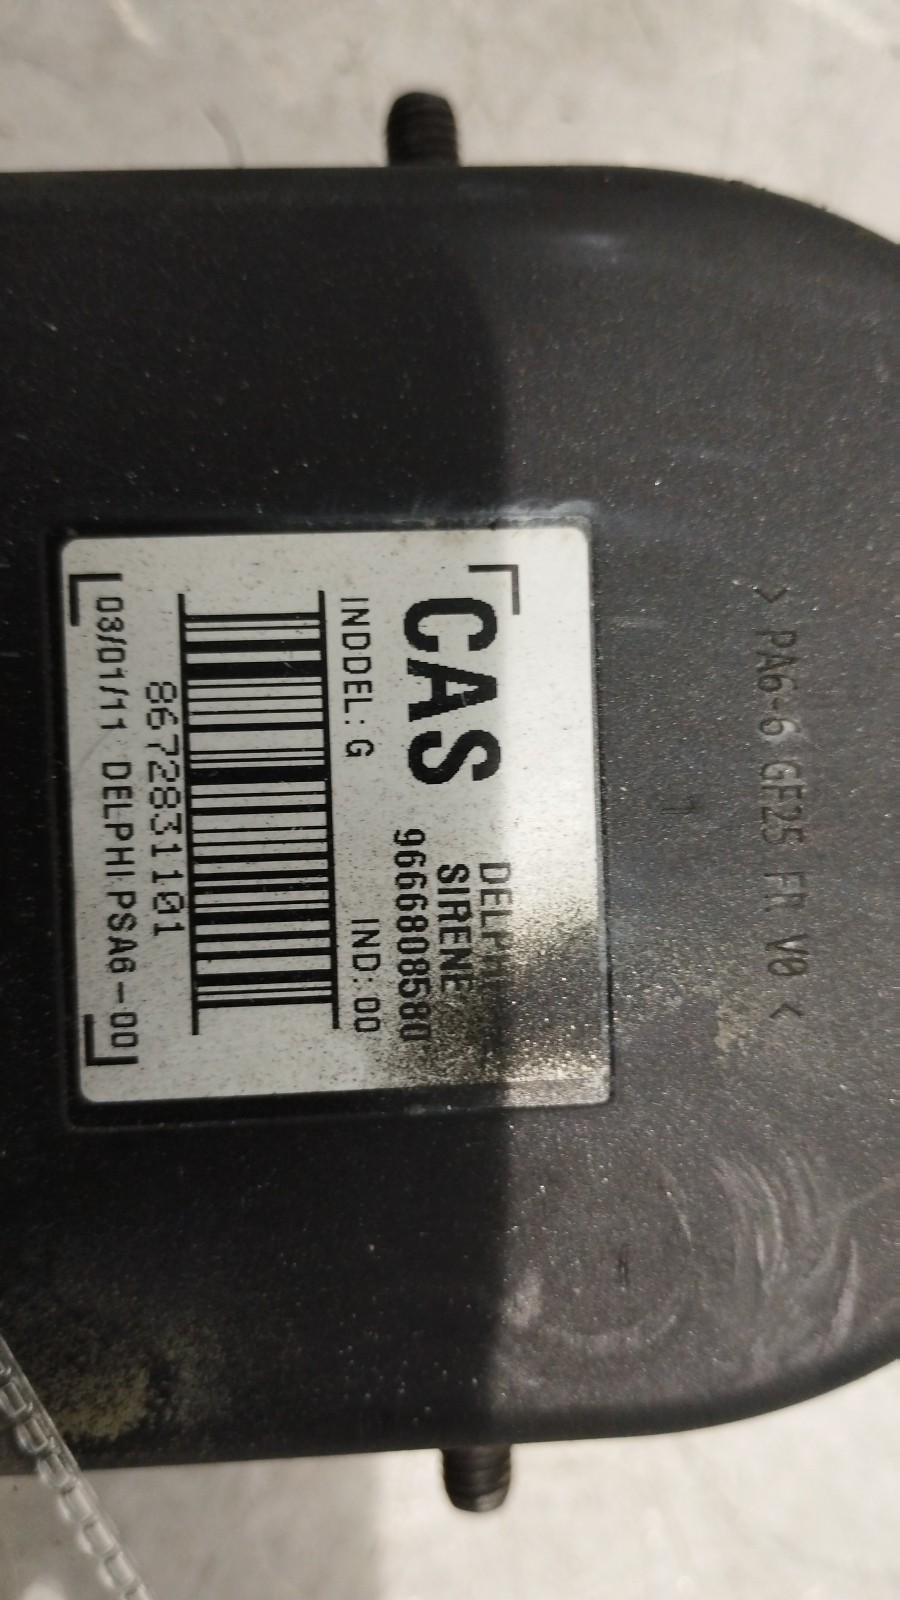 > PA6-6 GF25 FR V0 <
DELPHI
CAS SIRENE
9666808580
INDDEL: G IND: 00
8672831101
03/01/11 DELPHI PSA6-00